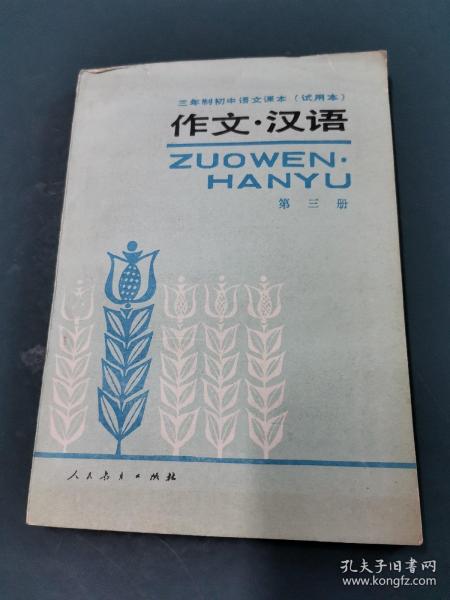 三年制初中语文课本（试用本）
作文·汉语
ZUOWEN·
HANYU
第三册
人民教育出版社
孔夫子旧书网
www.kongfz.com